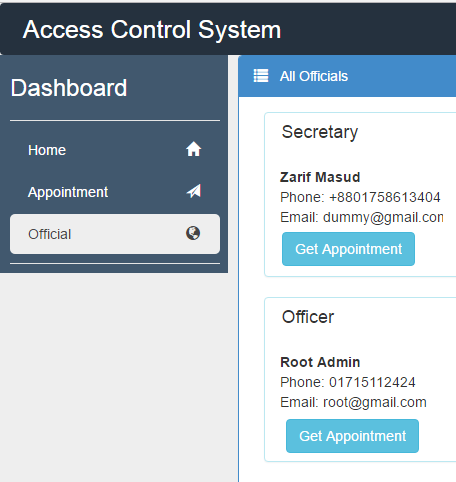 Access Control System
Dashboard
Home
Appointment
Official
All Officials
Secretary
Zarif Masud
Phone: +8801758613404
Email: dummy@gmail.con
Get Appointment
Officer
Root Admin
Phone: 01715112424
Email: root@gmail.com
Get Appointment